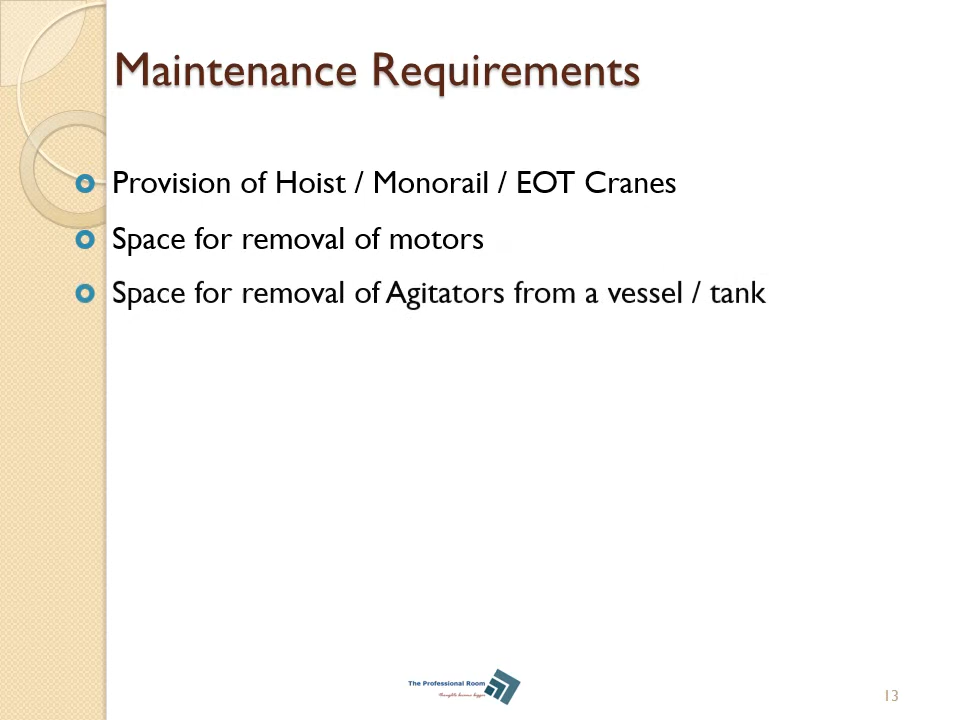 Maintenance Requirements
Provision of Hoist / Monorail / EOT Cranes
Space for removal of motors
Space for removal of Agitators from a vessel / tank
The Professional Room
13